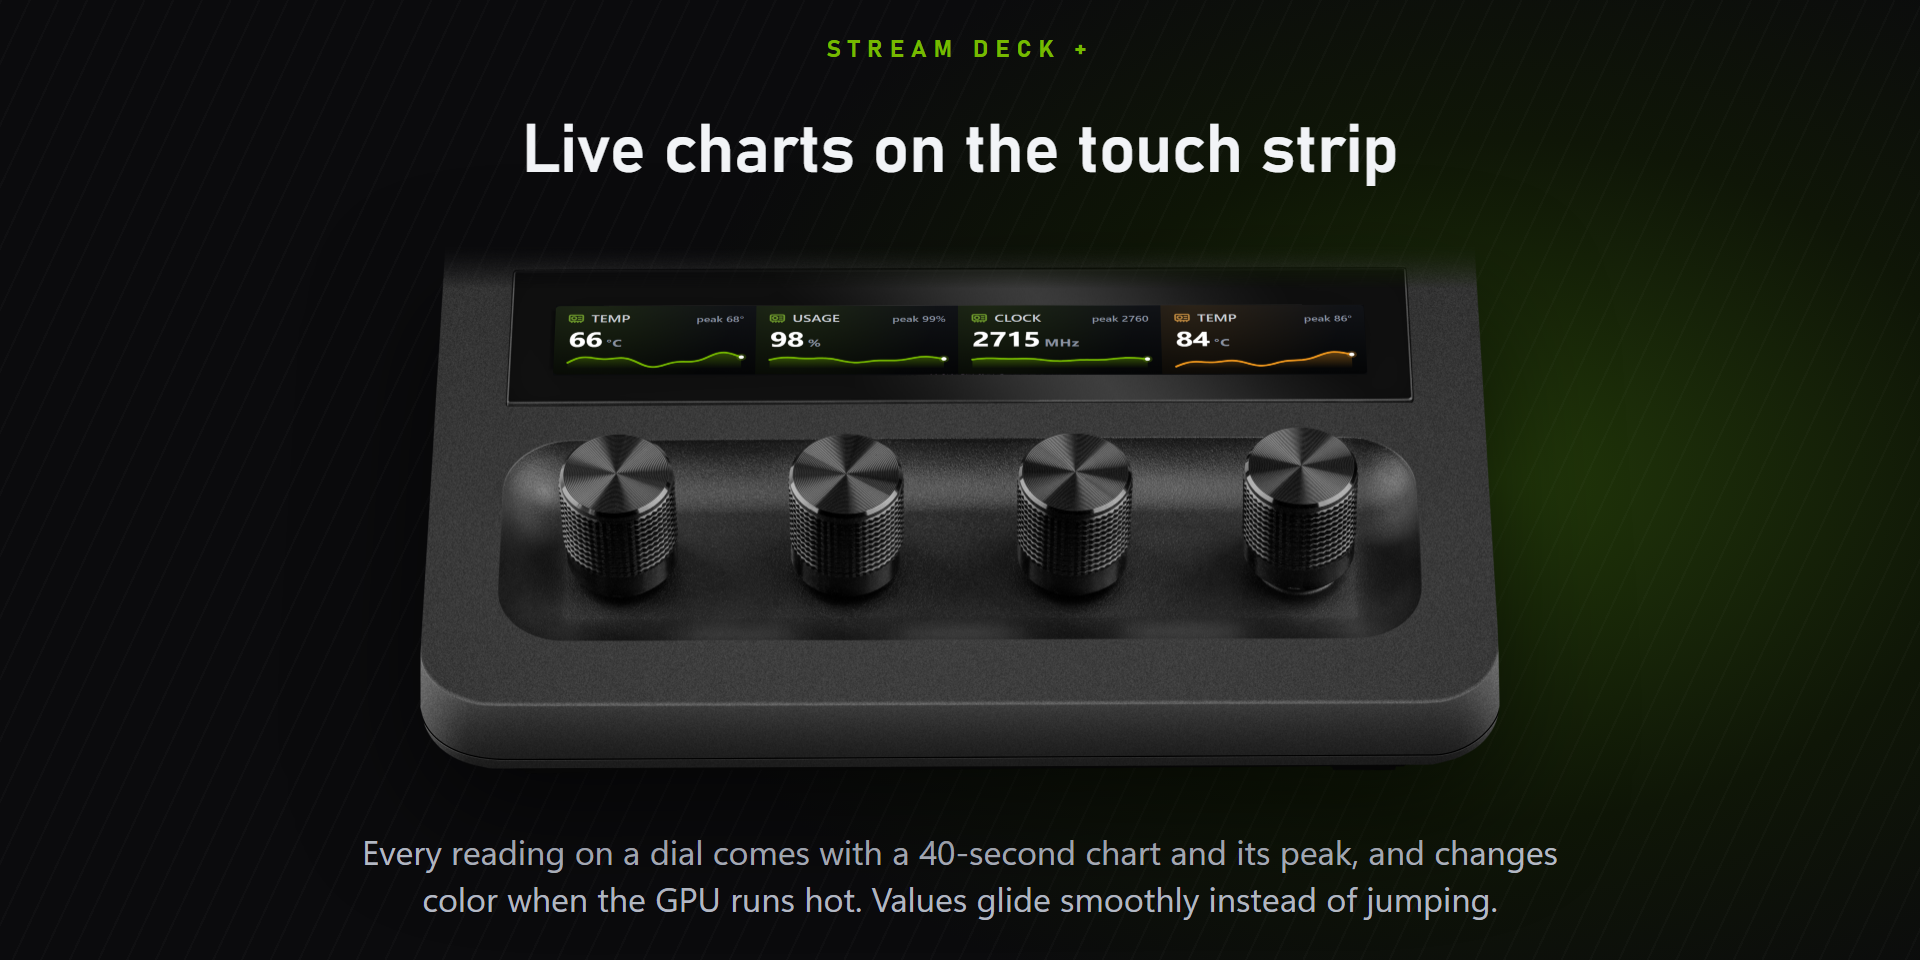 STREAM DECK +
Live charts on the touch strip
TEMP peak 68°
66 °C
USAGE peak 99%
98 %
CLOCK peak 2760
2715 MHz
TEMP peak 86°
84 °C
Every reading on a dial comes with a 40-second chart and its peak, and changes
color when the GPU runs hot. Values glide smoothly instead of jumping.